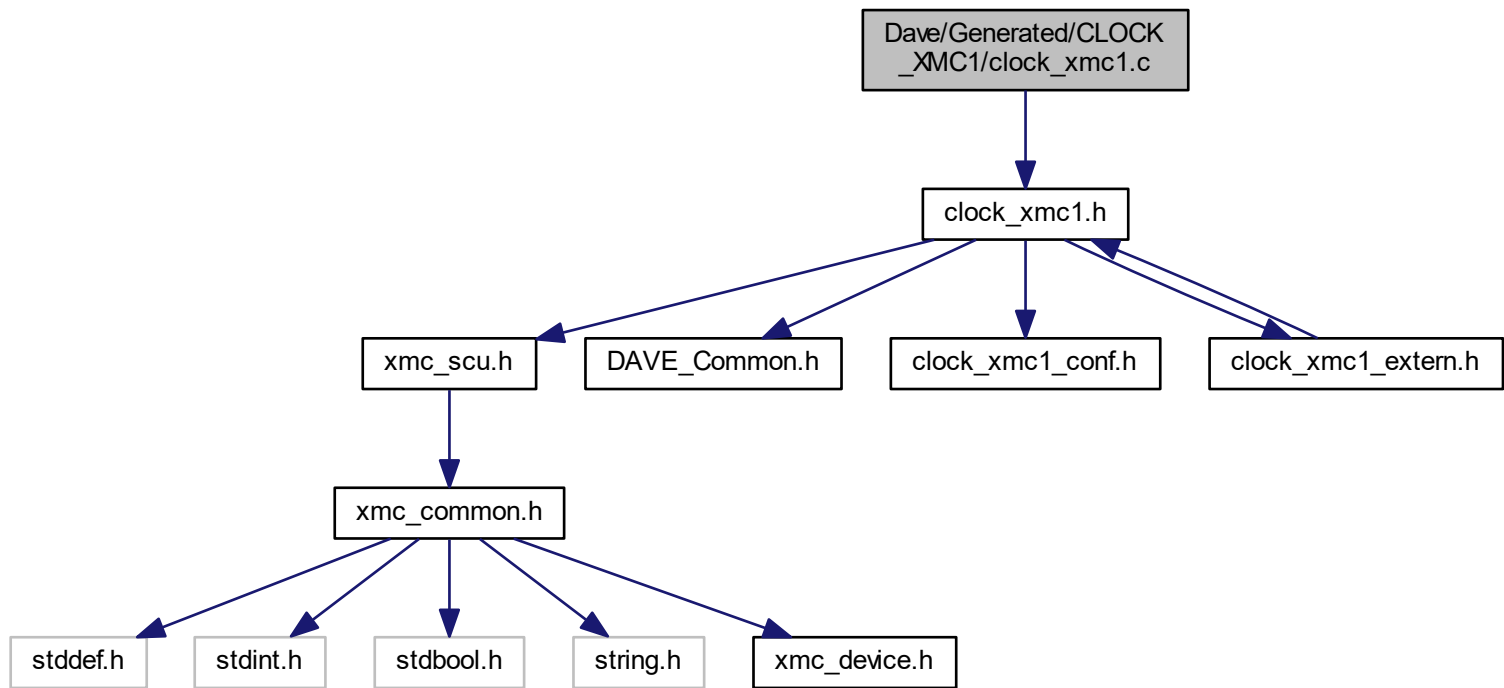 Dave/Generated/CLOCK
_XMC1/clock_xmc1.c
clock_xmc1.h
xmc_scu.h
DAVE_Common.h
clock_xmc1_conf.h
clock_xmc1_extern.h
xmc_common.h
stddef.h
stdint.h
stdbool.h
string.h
xmc_device.h